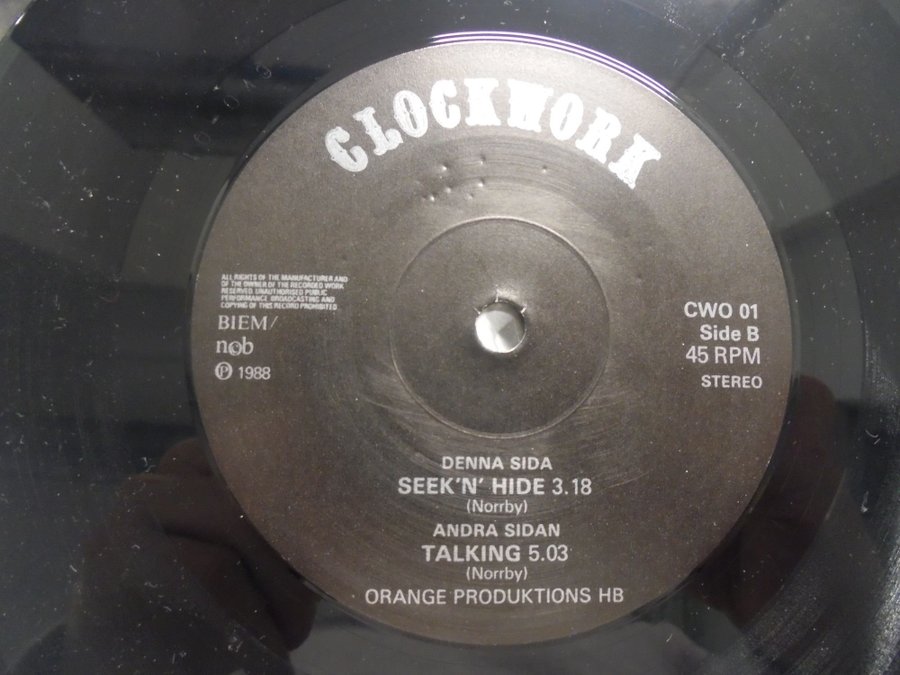 CLOCKWORK
ALL RIGHTS OF THE MANUFACTURER AND
OF THE OWNER OF THE RECORDED WORK
RESERVED. UNAUTHORISED PUBLIC
PERFORMANCE, BROADCASTING AND
COPYING OF THIS RECORD PROHIBITED.
BIEM/
n©b
℗ 1988
CWO 01
Side B
45 RPM
STEREO
DENNA SIDA
SEEK'N' HIDE 3.18
(Norrby)
ANDRA SIDAN
TALKING 5.03
(Norrby)
ORANGE PRODUKTIONS HB